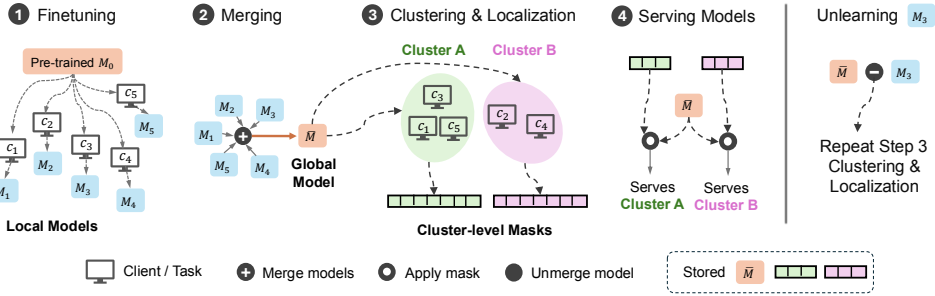 1 Finetuning
Pre-trained M₀
c₁
c₂
c₃
c₄
c₅
M₁
M₂
M₃
M₄
M₅
Local Models
2 Merging
M₂
M₃
M₁
M₅
M₄
+
M̄
Global
Model
3 Clustering & Localization
Cluster A
Cluster B
c₃
c₁
c₅
c₂
c₄
Cluster-level Masks
4 Serving Models
M̄
Serves
Cluster A
Serves
Cluster B
Unlearning M₃
M̄ − M₃
Repeat Step 3
Clustering &
Localization
Client / Task
+ Merge models
Apply mask
Unmerge model
Stored M̄